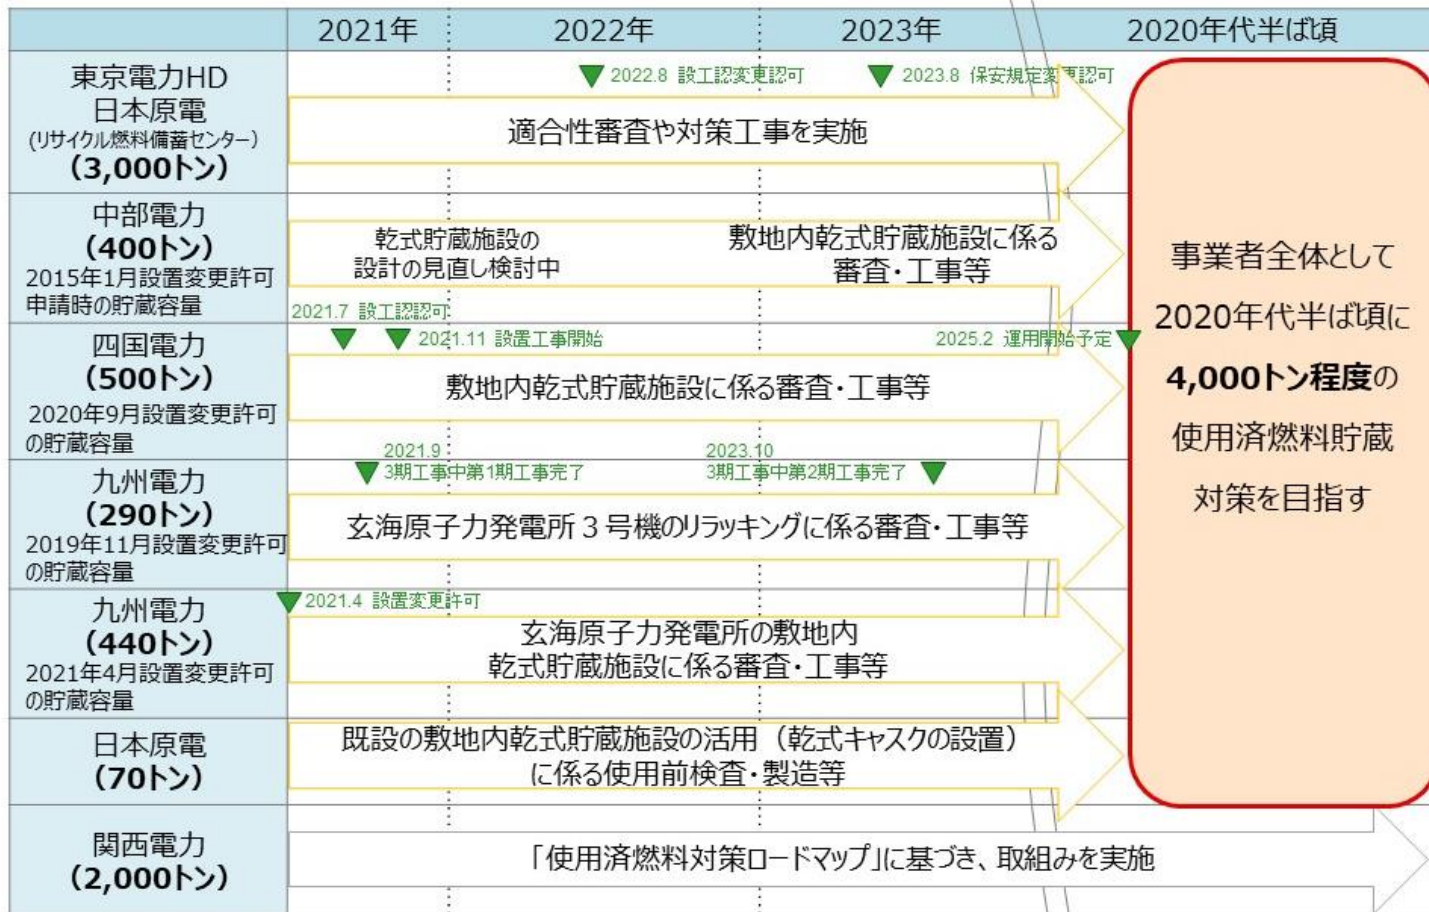 2021年
2022年
2023年
2020年代半ば頃
東京電力HD
日本原電
(リサイクル燃料備蓄センター)
(3,000トン)
2022.8 設工認変更認可
2023.8 保安規定変更認可
適合性審査や対策工事を実施
中部電力
(400トン)
2015年1月設置変更許可
申請時の貯蔵容量
乾式貯蔵施設の
設計の見直し検討中
敷地内乾式貯蔵施設に係る
審査・工事等
四国電力
(500トン)
2020年9月設置変更許可
の貯蔵容量
2021.7 設工認認可
2021.11 設置工事開始
2025.2 運用開始予定
敷地内乾式貯蔵施設に係る審査・工事等
九州電力
(290トン)
2019年11月設置変更許可
の貯蔵容量
2021.9
3期工事中第1期工事完了
2023.10
3期工事中第2期工事完了
玄海原子力発電所3号機のリラッキングに係る審査・工事等
九州電力
(440トン)
2021年4月設置変更許可
の貯蔵容量
2021.4 設置変更許可
玄海原子力発電所の敷地内
乾式貯蔵施設に係る審査・工事等
日本原電
(70トン)
既設の敷地内乾式貯蔵施設の活用（乾式キャスクの設置）
に係る使用前検査・製造等
関西電力
(2,000トン)
「使用済燃料対策ロードマップ」に基づき、取組みを実施
事業者全体として
2020年代半ば頃に
4,000トン程度の
使用済燃料貯蔵
対策を目指す